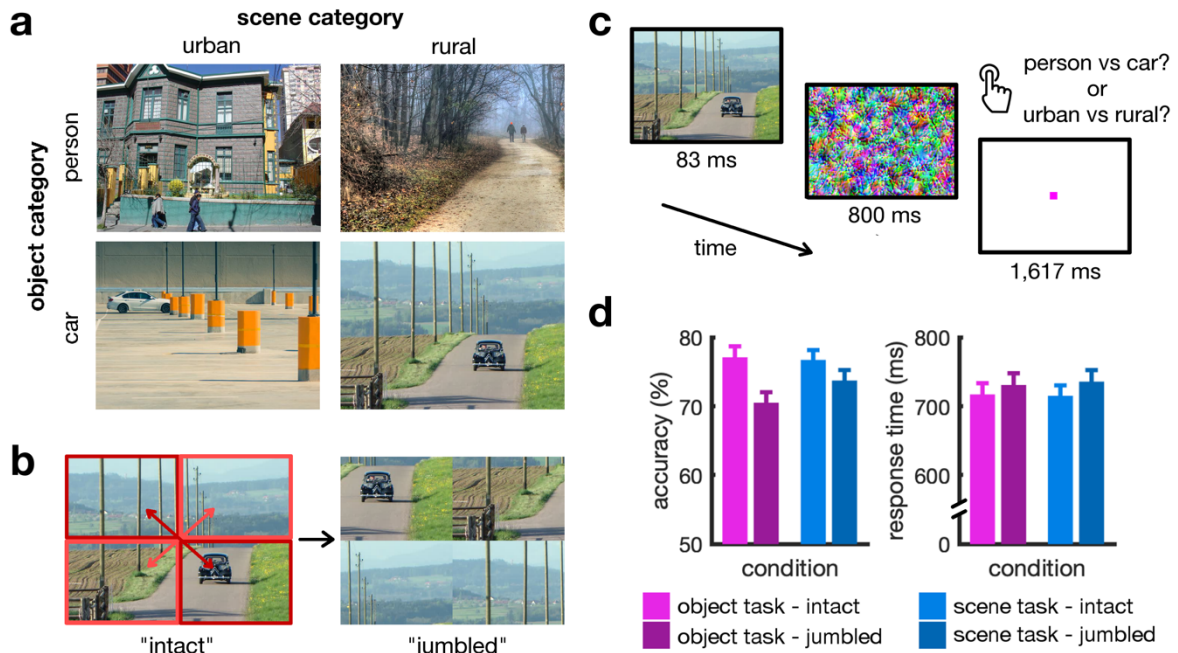 a
scene category
urban
rural
object category
person
car
b
"intact"
"jumbled"
c
83 ms
800 ms
1,617 ms
time
person vs car?
or
urban vs rural?
d
accuracy (%)
80
70
50
condition
response time (ms)
800
700
600
0
condition
object task - intact
object task - jumbled
scene task - intact
scene task - jumbled